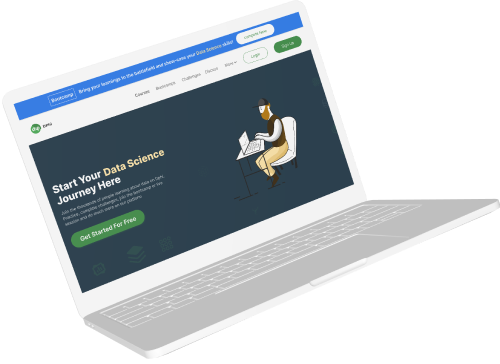 Bootcamp Bring your learnings to the battlefield and show-case your Data Science skills! Compete Now
DPhi
Courses Bootcamps Challenges Discuss More Login Sign up
Start Your Data Science
Journey Here
Join the thousands of people learning about data on DPhi,
practice, complete challenges, join live bootcamp or live
session and do much more on our platform
Get Started For Free